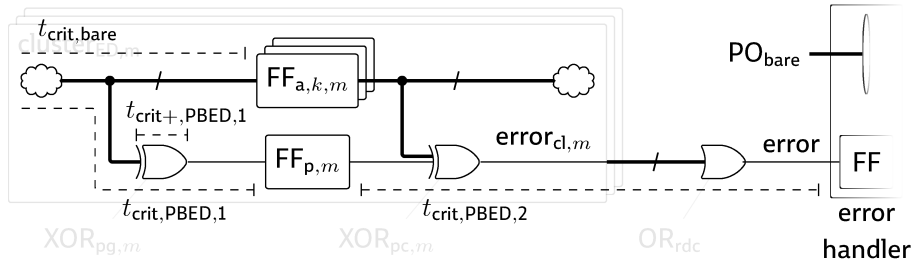 t_crit,bare
cluster_ED,m
FF_a,k,m
PO_bare
t_crit+,PBED,1
error_cl,m
FF_p,m
error
FF
t_crit,PBED,1
t_crit,PBED,2
XOR_pg,m
XOR_pc,m
OR_rdc
error
handler